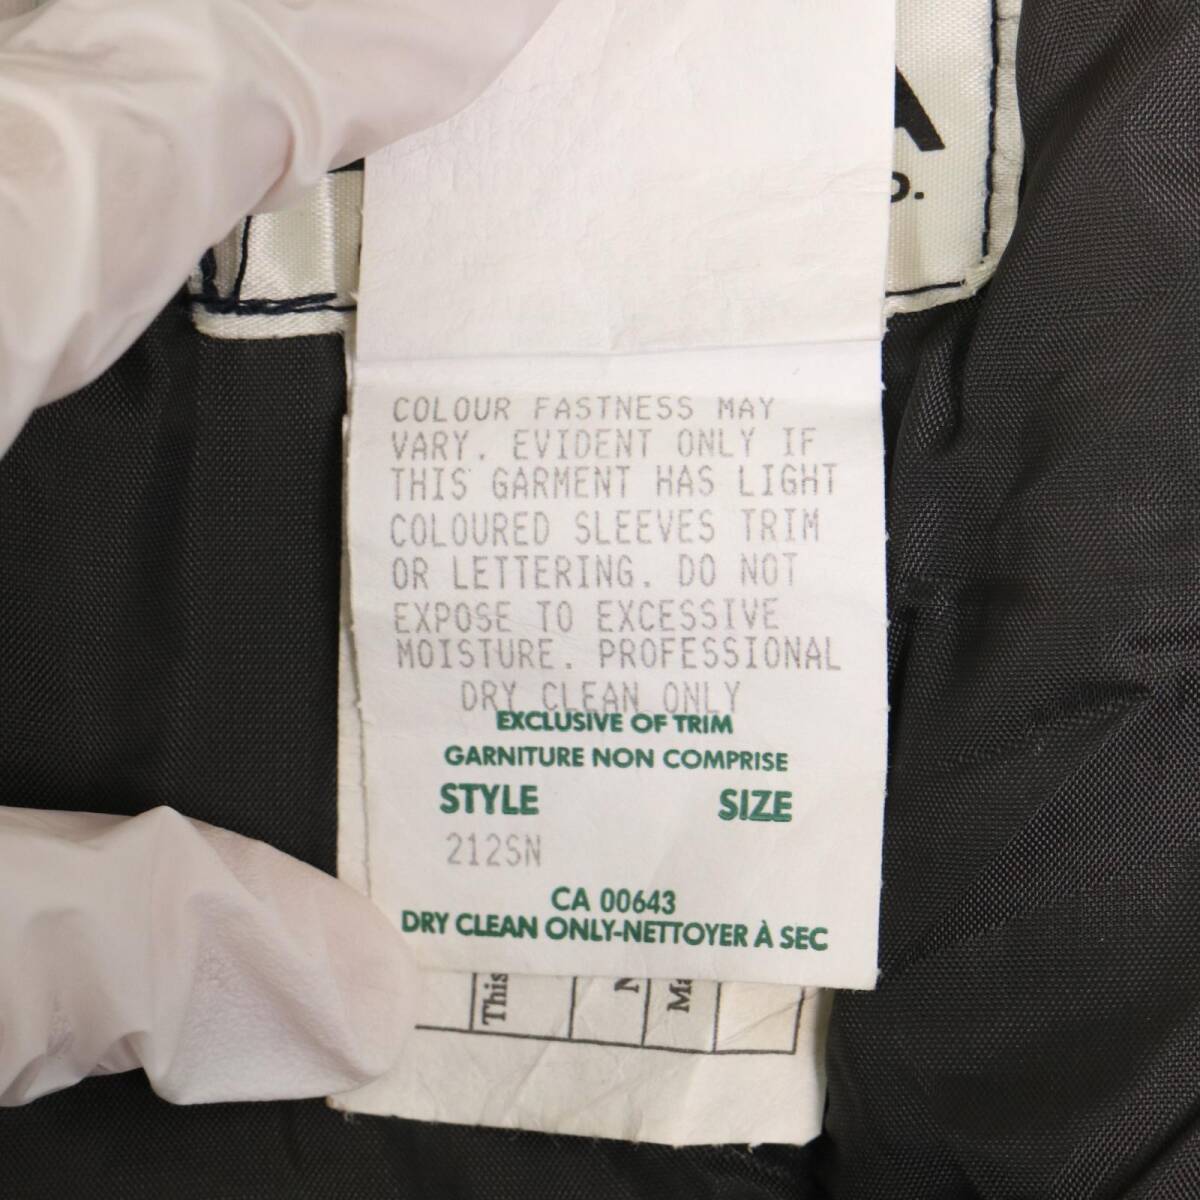 A
o.
COLOUR FASTNESS MAY
VARY. EVIDENT ONLY IF
THIS GARMENT HAS LIGHT
COLOURED SLEEVES TRIM
OR LETTERING. DO NOT
EXPOSE TO EXCESSIVE
MOISTURE. PROFESSIONAL
DRY CLEAN ONLY
EXCLUSIVE OF TRIM
GARNITURE NON COMPRISE
STYLE SIZE
212SN
CA 00643
DRY CLEAN ONLY-NETTOYER À SEC
This
N
Ma